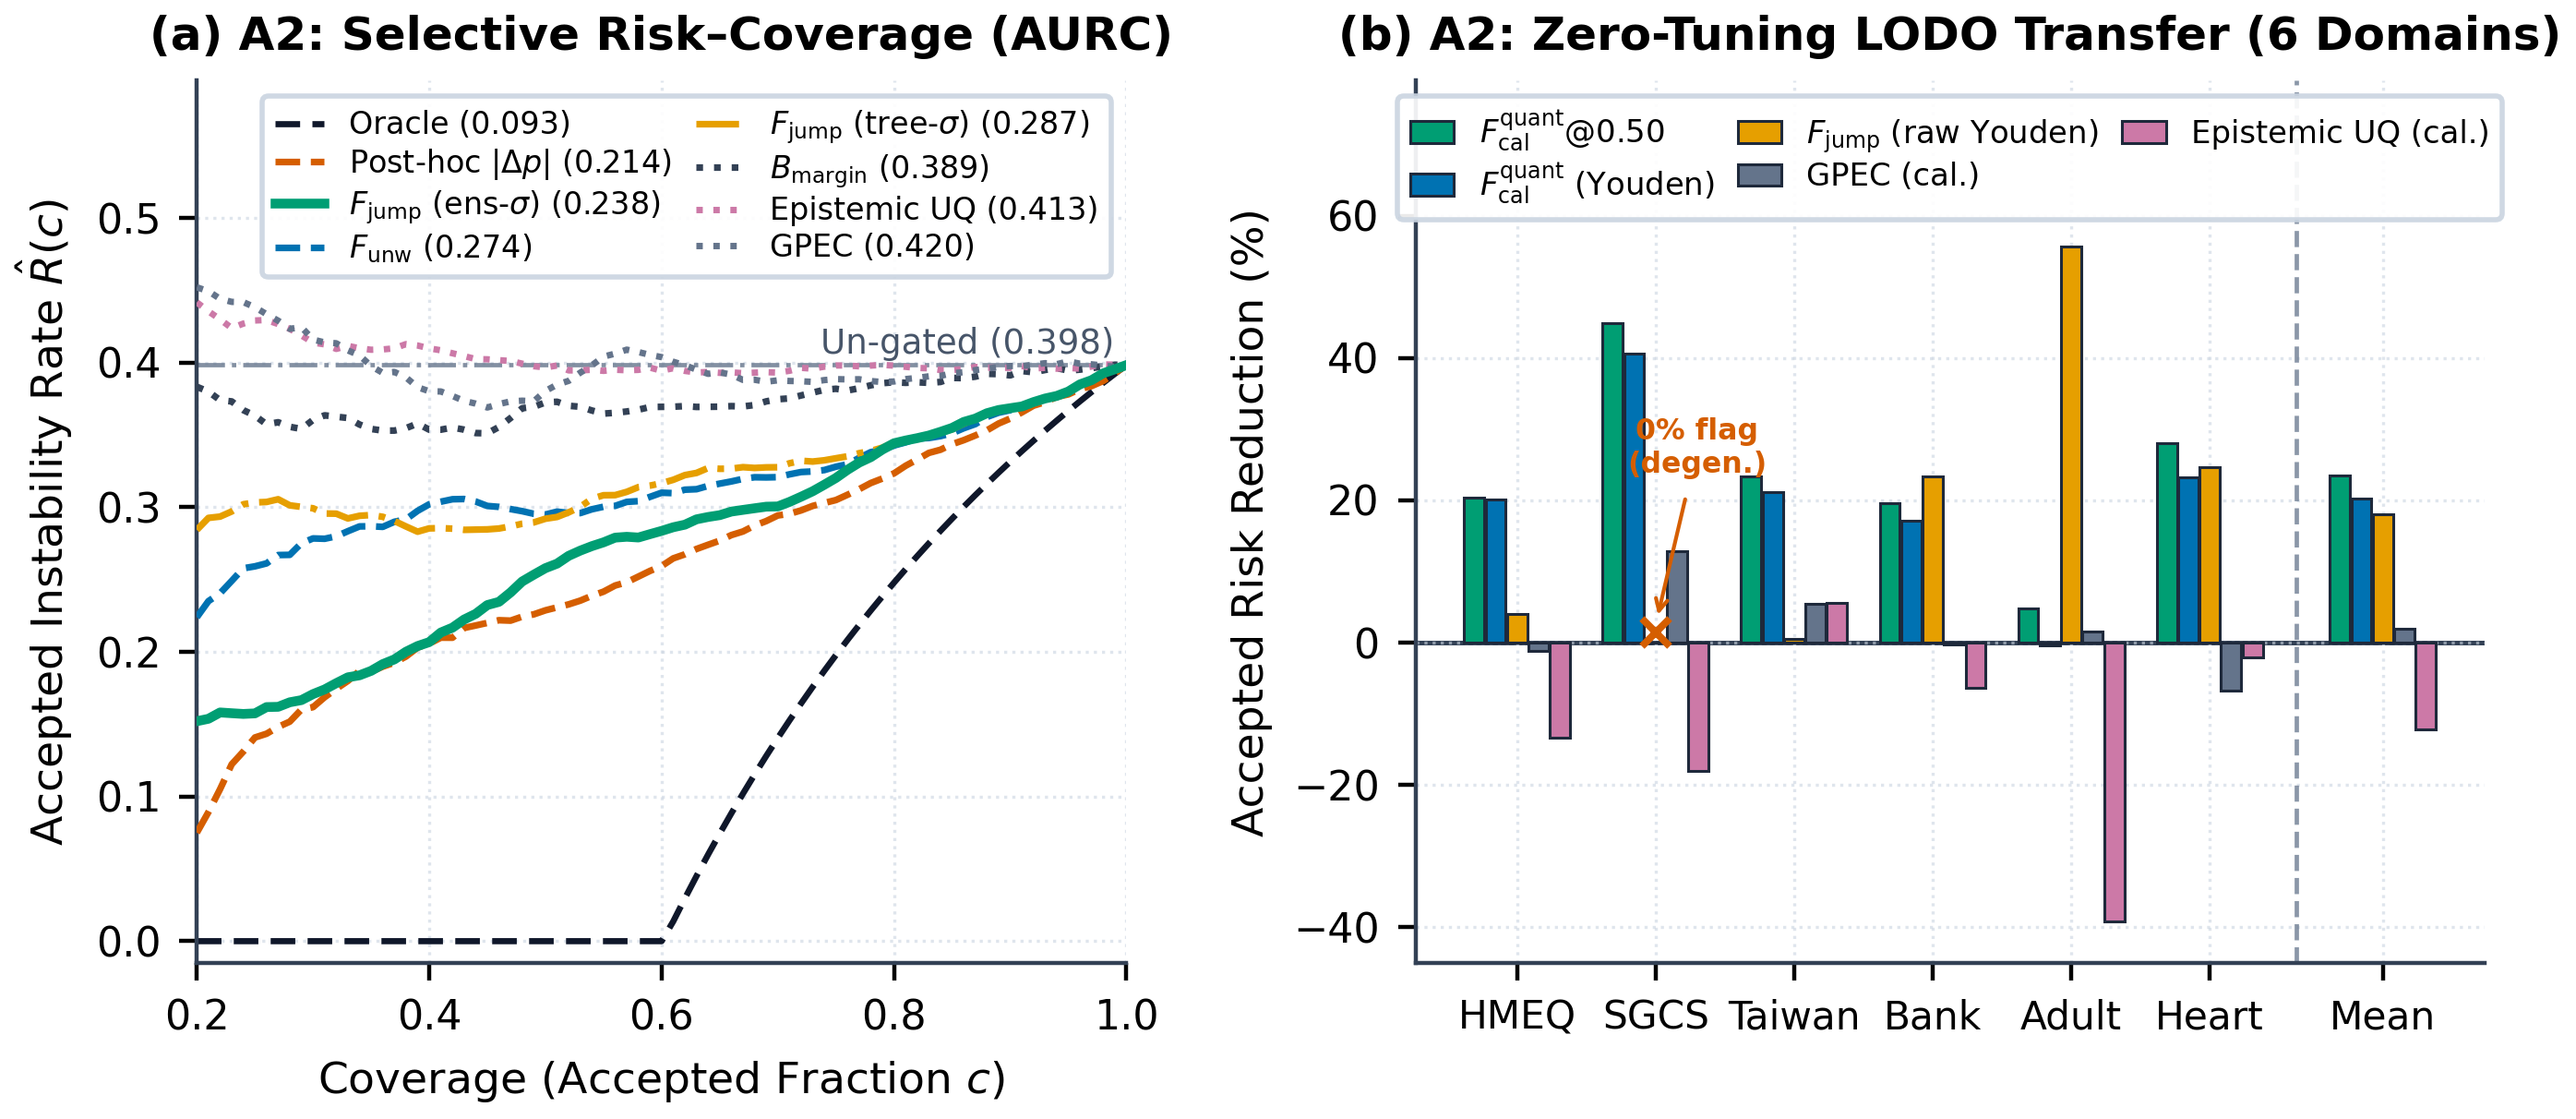 (a) A2: Selective Risk–Coverage (AURC)
Oracle (0.093)
Post-hoc |Δp| (0.214)
F_jump (ens-σ) (0.238)
F_unw (0.274)
F_jump (tree-σ) (0.287)
B_margin (0.389)
Epistemic UQ (0.413)
GPEC (0.420)
Un-gated (0.398)
Accepted Instability Rate R̂(c)
0.5
0.4
0.3
0.2
0.1
0.0
0.2 0.4 0.6 0.8 1.0
Coverage (Accepted Fraction c)
(b) A2: Zero-Tuning LODO Transfer (6 Domains)
F_cal^quant@0.50
F_cal^quant (Youden)
F_jump (raw Youden)
GPEC (cal.)
Epistemic UQ (cal.)
0% flag
(degen.)
Accepted Risk Reduction (%)
60
40
20
0
−20
−40
HMEQ SGCS Taiwan Bank Adult Heart Mean